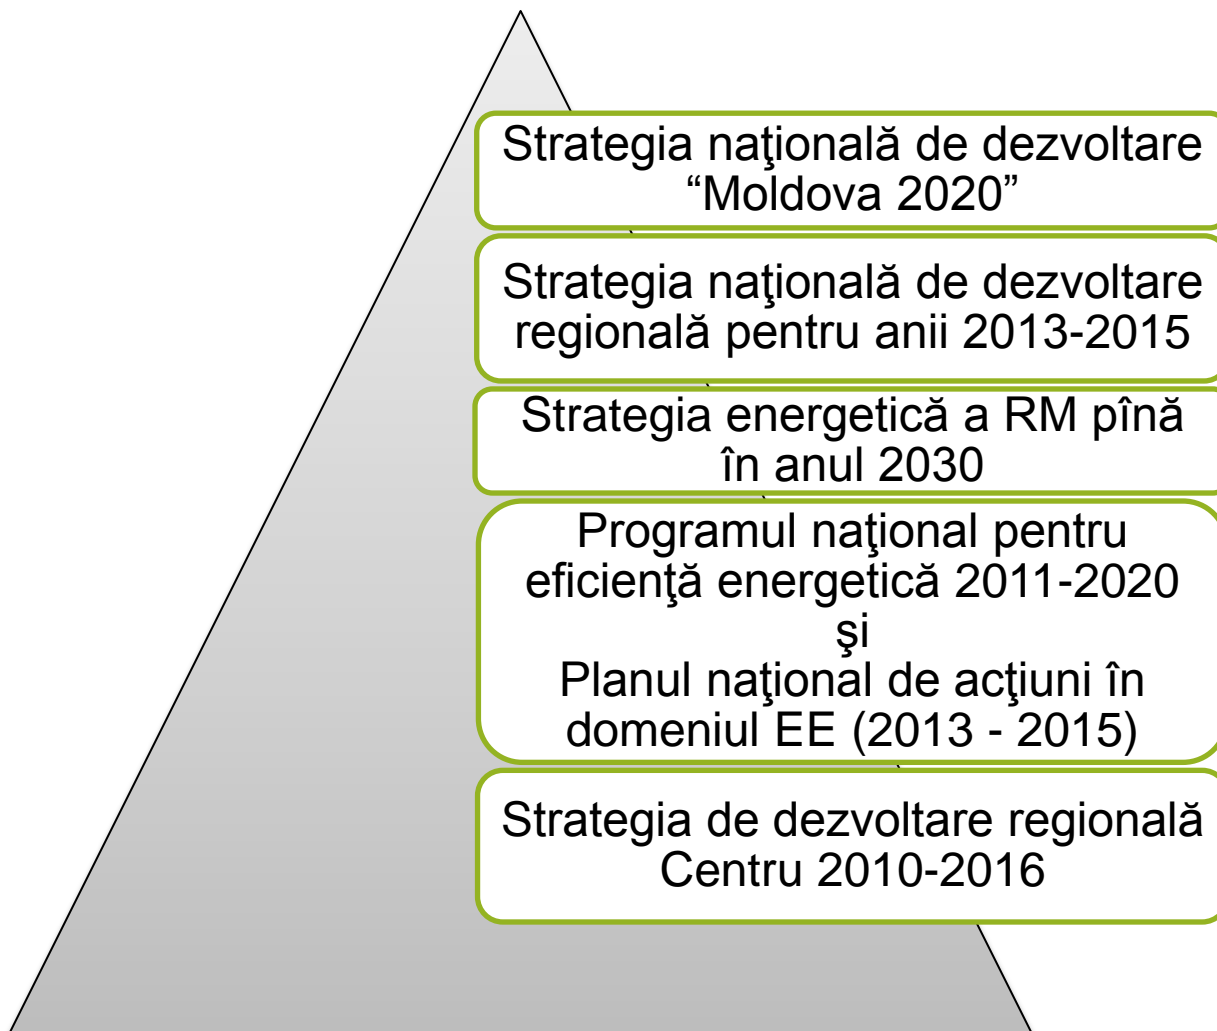 Strategia naţională de dezvoltare
“Moldova 2020”
Strategia naţională de dezvoltare
regională pentru anii 2013-2015
Strategia energetică a RM pînă
în anul 2030
Programul naţional pentru
eficienţă energetică 2011-2020
şi
Planul naţional de acţiuni în
domeniul EE (2013 - 2015)
Strategia de dezvoltare regională
Centru 2010-2016